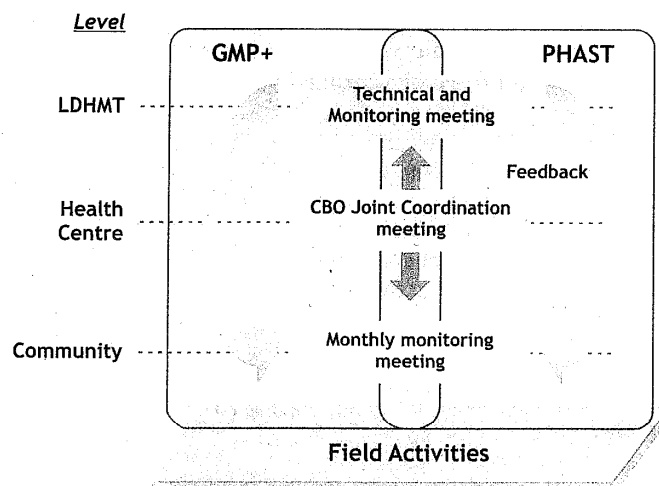 Level
GMP+
PHAST
LDHMT
Technical and
Monitoring meeting
Feedback
Health
Centre
CBO Joint Coordination
meeting
Community
Monthly monitoring
meeting
Field Activities